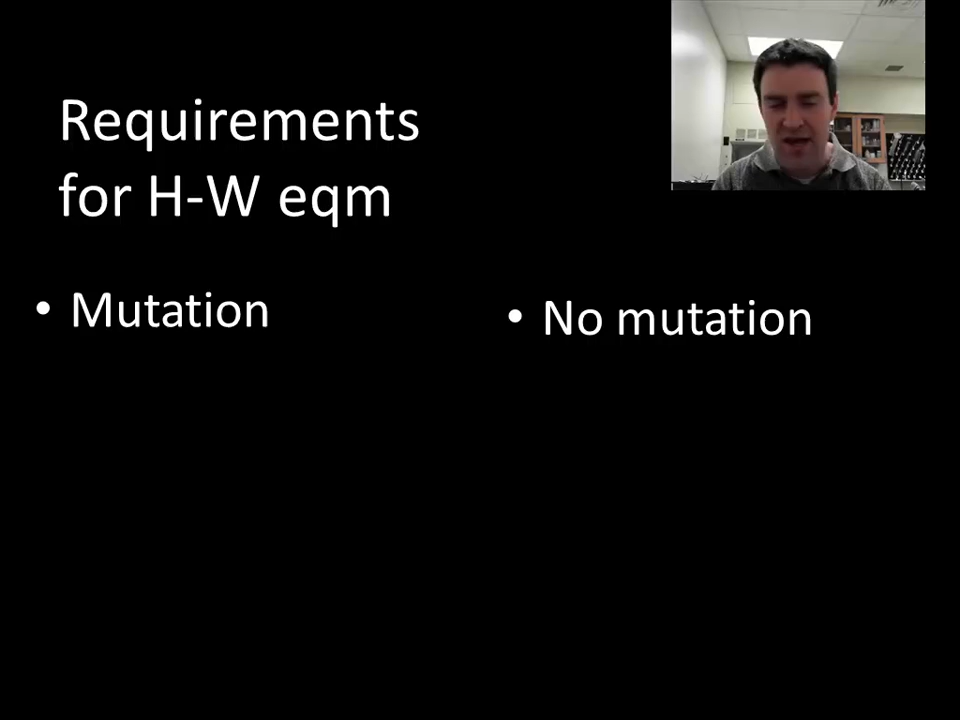 Requirements
for H-W eqm
• Mutation
• No mutation